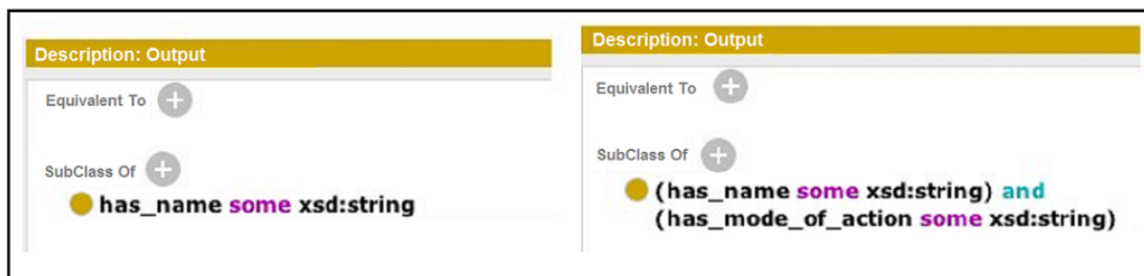 Description: Output
Equivalent To
SubClass Of
has_name some xsd:string
Description: Output
Equivalent To
SubClass Of
(has_name some xsd:string) and
(has_mode_of_action some xsd:string)